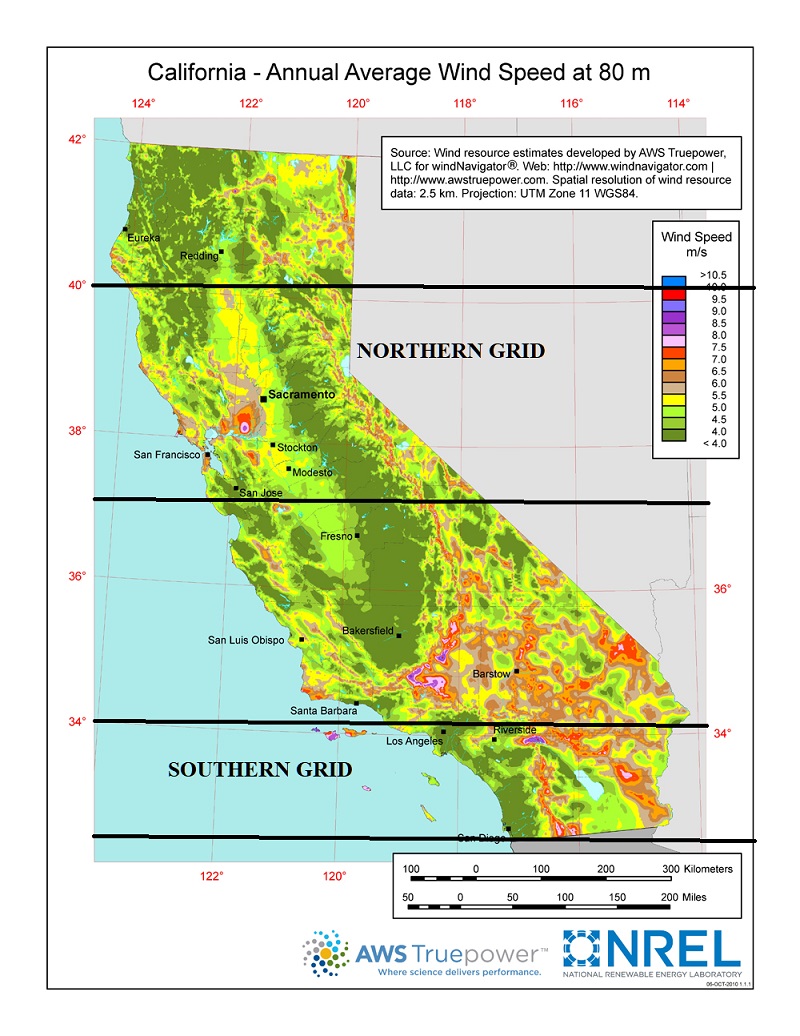 California - Annual Average Wind Speed at 80 m
124° 122° 120° 118° 116° 114°
42°
Source: Wind resource estimates developed by AWS Truepower,
LLC for windNavigator®. Web: http://www.windnavigator.com |
http://www.awstruepower.com. Spatial resolution of wind resource
data: 2.5 km. Projection: UTM Zone 11 WGS84.
Eureka
Redding
Wind Speed
m/s
>10.5
10.0
9.5
9.0
8.5
8.0
7.5
7.0
6.5
6.0
5.5
5.0
4.5
4.0
< 4.0
40°
NORTHERN GRID
Sacramento
38°
Stockton
San Francisco
Modesto
San Jose
Fresno
36° 36°
Bakersfield
San Luis Obispo
Barstow
Santa Barbara
34° 34°
Riverside
Los Angeles
SOUTHERN GRID
San Diego
122° 120°
100 0 100 200 300 Kilometers
50 0 50 100 150 200 Miles
AWS Truepower™
Where science delivers performance.
NREL
NATIONAL RENEWABLE ENERGY LABORATORY
05-OCT-2010 1.1.1